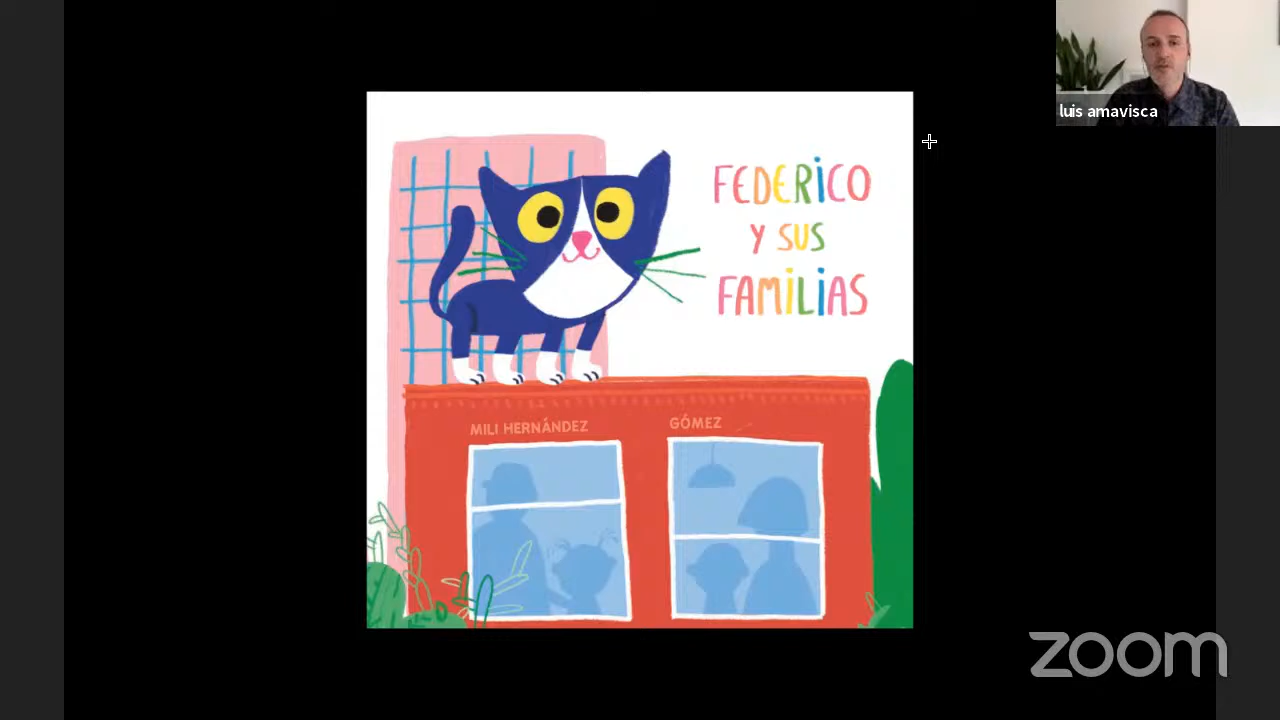 luis amavisca
FEDERICO
Y SUS
FAMILIAS
MILI HERNÁNDEZ
GÓMEZ
zoom